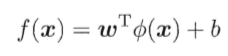 f(x) = wᵀϕ(x) + b